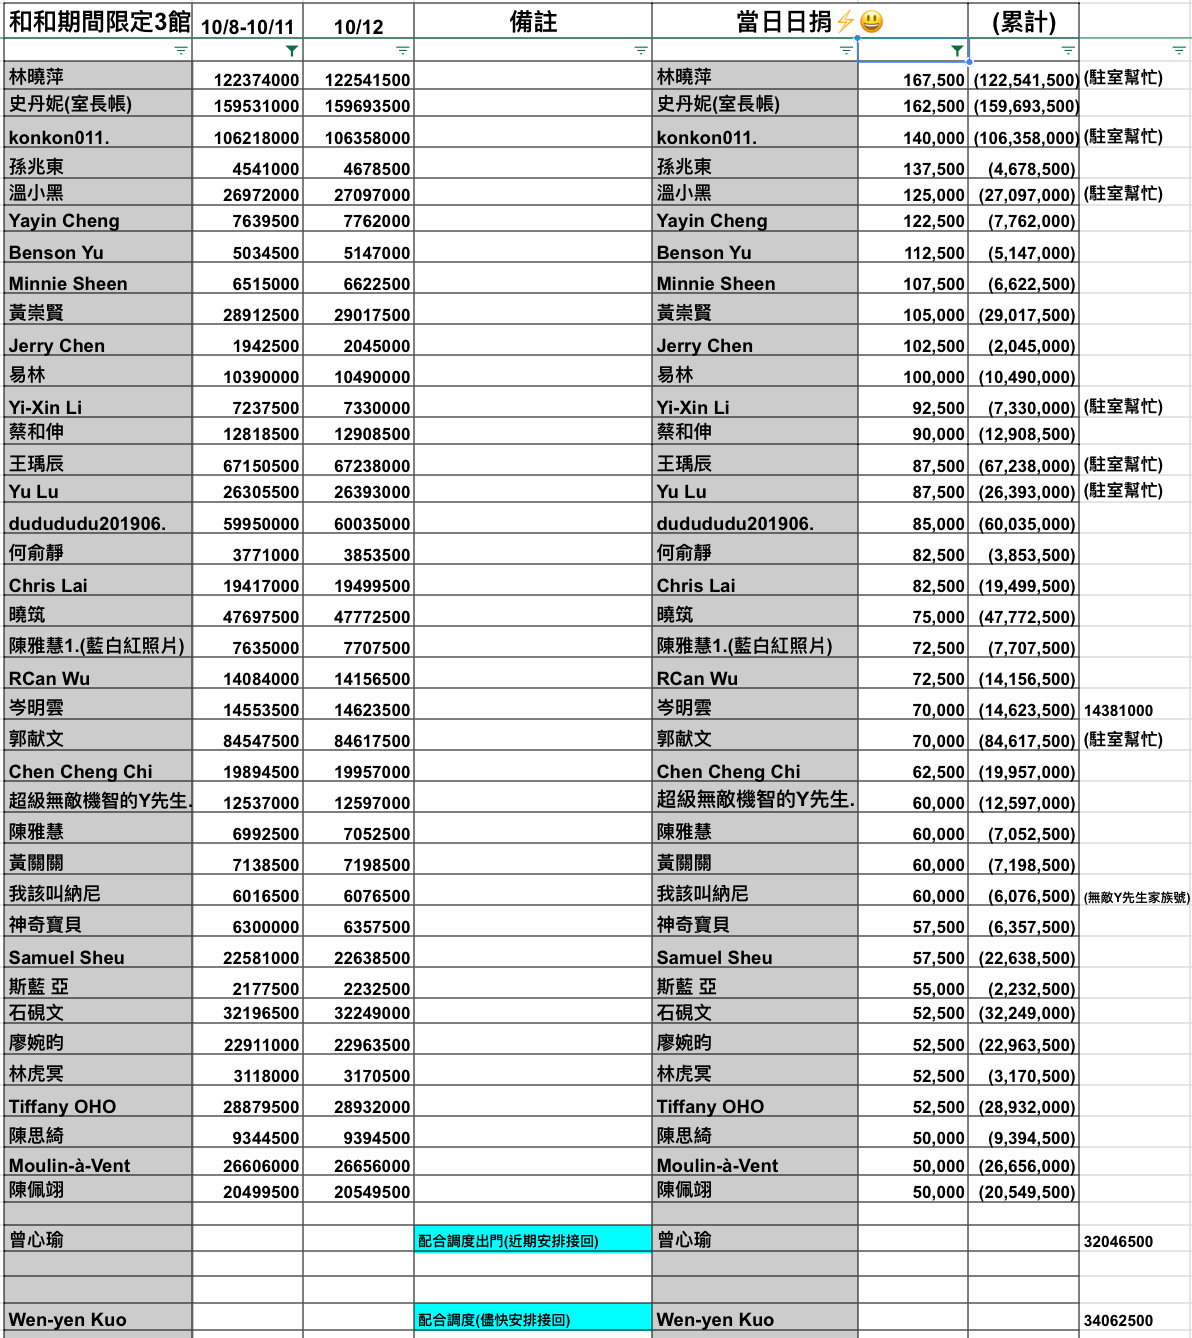 和和期間限定3館 10/8-10/11 10/12 備註 當日日捐⚡😃 (累計)
林曉萍 122374000 122541500 林曉萍 167,500 (122,541,500) (駐室幫忙)
史丹妮(室長帳) 159531000 159693500 史丹妮(室長帳) 162,500 (159,693,500)
konkon011. 106218000 106358000 konkon011. 140,000 (106,358,000) (駐室幫忙)
孫兆東 4541000 4678500 孫兆東 137,500 (4,678,500)
溫小黑 26972000 27097000 溫小黑 125,000 (27,097,000) (駐室幫忙)
Yayin Cheng 7639500 7762000 Yayin Cheng 122,500 (7,762,000)
Benson Yu 5034500 5147000 Benson Yu 112,500 (5,147,000)
Minnie Sheen 6515000 6622500 Minnie Sheen 107,500 (6,622,500)
黃崇賢 28912500 29017500 黃崇賢 105,000 (29,017,500)
Jerry Chen 1942500 2045000 Jerry Chen 102,500 (2,045,000)
易林 10390000 10490000 易林 100,000 (10,490,000)
Yi-Xin Li 7237500 7330000 Yi-Xin Li 92,500 (7,330,000) (駐室幫忙)
蔡和伸 12818500 12908500 蔡和伸 90,000 (12,908,500)
王瑀辰 67150500 67238000 王瑀辰 87,500 (67,238,000) (駐室幫忙)
Yu Lu 26305500 26393000 Yu Lu 87,500 (26,393,000) (駐室幫忙)
dudududu201906. 59950000 60035000 dudududu201906. 85,000 (60,035,000)
何俞靜 3771000 3853500 何俞靜 82,500 (3,853,500)
Chris Lai 19417000 19499500 Chris Lai 82,500 (19,499,500)
曉筑 47697500 47772500 曉筑 75,000 (47,772,500)
陳雅慧1.(藍白紅照片) 7635000 7707500 陳雅慧1.(藍白紅照片) 72,500 (7,707,500)
RCan Wu 14084000 14156500 RCan Wu 72,500 (14,156,500)
岑明雲 14553500 14623500 岑明雲 70,000 (14,623,500) 14381000
郭献文 84547500 84617500 郭献文 70,000 (84,617,500) (駐室幫忙)
Chen Cheng Chi 19894500 19957000 Chen Cheng Chi 62,500 (19,957,000)
超級無敵機智的Y先生. 12537000 12597000 超級無敵機智的Y先生. 60,000 (12,597,000)
陳雅慧 6992500 7052500 陳雅慧 60,000 (7,052,500)
黃關關 7138500 7198500 黃關關 60,000 (7,198,500)
我該叫納尼 6016500 6076500 我該叫納尼 60,000 (6,076,500) (無敵Y先生家族號)
神奇寶貝 6300000 6357500 神奇寶貝 57,500 (6,357,500)
Samuel Sheu 22581000 22638500 Samuel Sheu 57,500 (22,638,500)
斯藍 亞 2177500 2232500 斯藍 亞 55,000 (2,232,500)
石硯文 32196500 32249000 石硯文 52,500 (32,249,000)
廖婉昀 22911000 22963500 廖婉昀 52,500 (22,963,500)
林虎冥 3118000 3170500 林虎冥 52,500 (3,170,500)
Tiffany OHO 28879500 28932000 Tiffany OHO 52,500 (28,932,000)
陳思綺 9344500 9394500 陳思綺 50,000 (9,394,500)
Moulin-à-Vent 26606000 26656000 Moulin-à-Vent 50,000 (26,656,000)
陳佩翊 20499500 20549500 陳佩翊 50,000 (20,549,500)
曾心瑜 配合調度出門(近期安排接回) 曾心瑜 32046500
Wen-yen Kuo 配合調度(儘快安排接回) Wen-yen Kuo 34062500